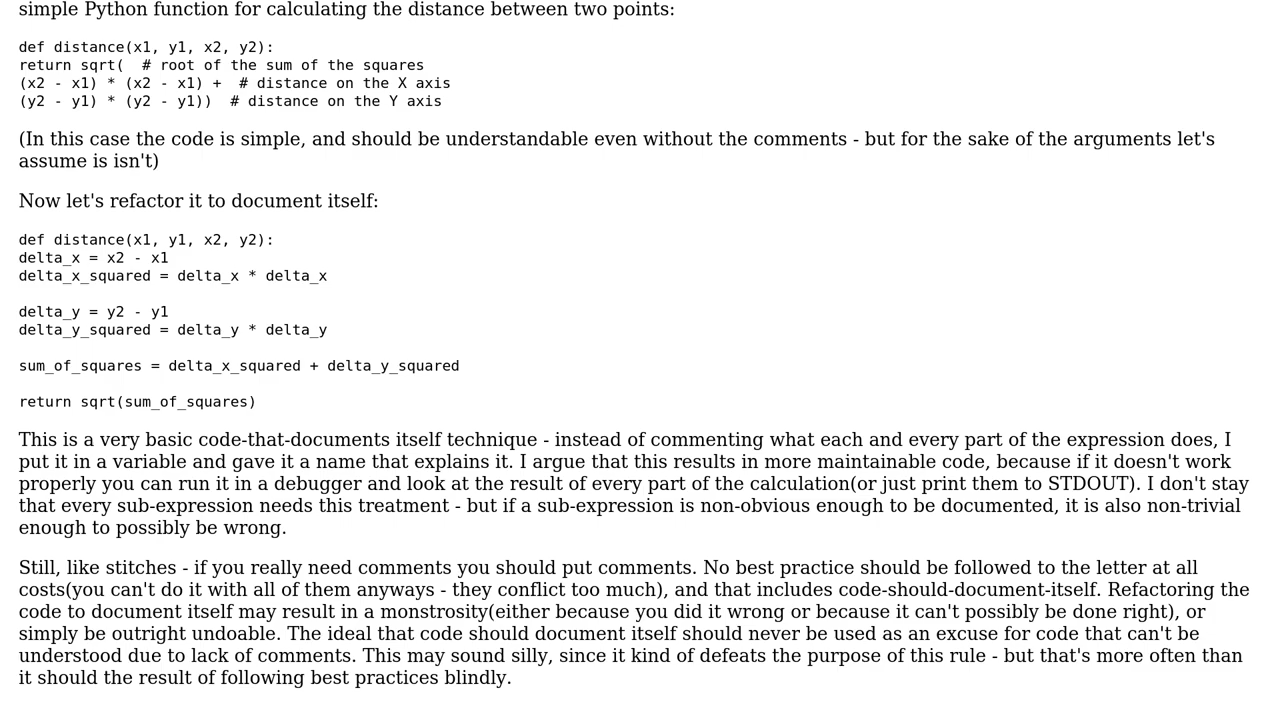 simple Python function for calculating the distance between two points:
def distance(x1, y1, x2, y2):
return sqrt(  # root of the sum of the squares
(x2 - x1) * (x2 - x1) +  # distance on the X axis
(y2 - y1) * (y2 - y1))  # distance on the Y axis
(In this case the code is simple, and should be understandable even without the comments - but for the sake of the arguments let's
assume is isn't)
Now let's refactor it to document itself:
def distance(x1, y1, x2, y2):
delta_x = x2 - x1
delta_x_squared = delta_x * delta_x
delta_y = y2 - y1
delta_y_squared = delta_y * delta_y
sum_of_squares = delta_x_squared + delta_y_squared
return sqrt(sum_of_squares)
This is a very basic code-that-documents itself technique - instead of commenting what each and every part of the expression does, I
put it in a variable and gave it a name that explains it. I argue that this results in more maintainable code, because if it doesn't work
properly you can run it in a debugger and look at the result of every part of the calculation(or just print them to STDOUT). I don't stay
that every sub-expression needs this treatment - but if a sub-expression is non-obvious enough to be documented, it is also non-trivial
enough to possibly be wrong.
Still, like stitches - if you really need comments you should put comments. No best practice should be followed to the letter at all
costs(you can't do it with all of them anyways - they conflict too much), and that includes code-should-document-itself. Refactoring the
code to document itself may result in a monstrosity(either because you did it wrong or because it can't possibly be done right), or
simply be outright undoable. The ideal that code should document itself should never be used as an excuse for code that can't be
understood due to lack of comments. This may sound silly, since it kind of defeats the purpose of this rule - but that's more often than
it should the result of following best practices blindly.